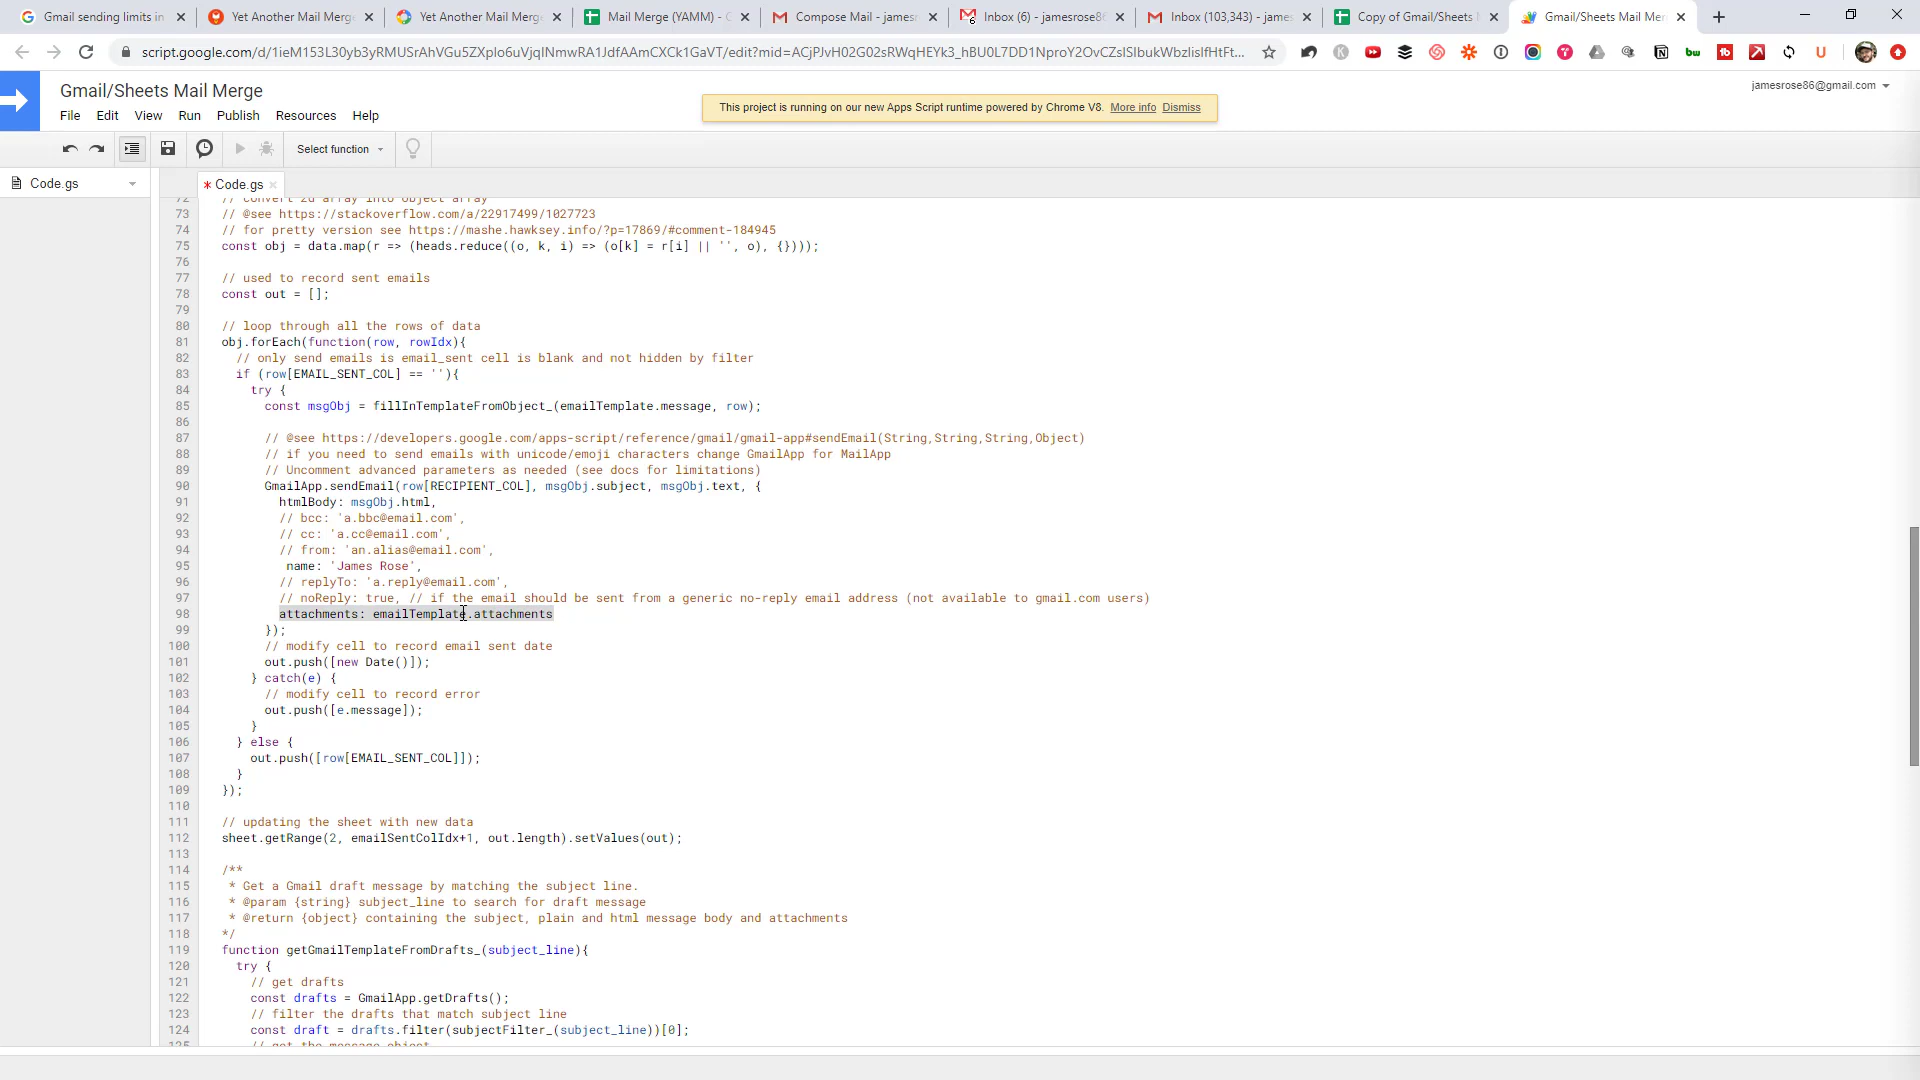 Gmail sending limits in
Yet Another Mail Merge
Yet Another Mail Merge
Mail Merge (YAMM) - C
Compose Mail - james
Inbox (6) - jamesrose86
Inbox (103,343) - james
Copy of Gmail/Sheets
Gmail/Sheets Mail Mer
script.google.com/d/1ieM153L30yb3yRMUSrAhVGu5ZXplo6uVjqlNmwRA1JdfAAmCXCk1GaVT/edit?mid=ACjPJvH02G02sRWqHEYk3_hBU0L7DD1NproY2OvCZsISIbukWbzlisIfHtFt...
Gmail/Sheets Mail Merge
jamesrose86@gmail.com
This project is running on our new Apps Script runtime powered by Chrome V8. More info Dismiss
File Edit View Run Publish Resources Help
Select function
Code.gs
* Code.gs
72 // convert 2d array into object array
73 // @see https://stackoverflow.com/a/22917499/1027723
74 // for pretty version see https://mashe.hawksey.info/?p=17869/#comment-184945
75 const obj = data.map(r => (heads.reduce((o, k, i) => (o[k] = r[i] || '', o), {})));
76
77 // used to record sent emails
78 const out = [];
79
80 // loop through all the rows of data
81 obj.forEach(function(row, rowIdx){
82 // only send emails is email_sent cell is blank and not hidden by filter
83 if (row[EMAIL_SENT_COL] == ''){
84 try {
85 const msgObj = fillInTemplateFromObject_(emailTemplate.message, row);
86
87 // @see https://developers.google.com/apps-script/reference/gmail/gmail-app#sendEmail(String,String,String,Object)
88 // if you need to send emails with unicode/emoji characters change GmailApp for MailApp
89 // Uncomment advanced parameters as needed (see docs for limitations)
90 GmailApp.sendEmail(row[RECIPIENT_COL], msgObj.subject, msgObj.text, {
91 htmlBody: msgObj.html,
92 // bcc: 'a.bbc@email.com',
93 // cc: 'a.cc@email.com',
94 // from: 'an.alias@email.com',
95 name: 'James Rose',
96 // replyTo: 'a.reply@email.com',
97 // noReply: true, // if the email should be sent from a generic no-reply email address (not available to gmail.com users)
98 attachments: emailTemplate.attachments
99 });
100 // modify cell to record email sent date
101 out.push([new Date()]);
102 } catch(e) {
103 // modify cell to record error
104 out.push([e.message]);
105 }
106 } else {
107 out.push([row[EMAIL_SENT_COL]]);
108 }
109 });
110
111 // updating the sheet with new data
112 sheet.getRange(2, emailSentColIdx+1, out.length).setValues(out);
113
114 /**
115 * Get a Gmail draft message by matching the subject line.
116 * @param {string} subject_line to search for draft message
117 * @return {object} containing the subject, plain and html message body and attachments
118 */
119 function getGmailTemplateFromDrafts_(subject_line){
120 try {
121 // get drafts
122 const drafts = GmailApp.getDrafts();
123 // filter the drafts that match subject line
124 const draft = drafts.filter(subjectFilter_(subject_line))[0];
125 // get the message object